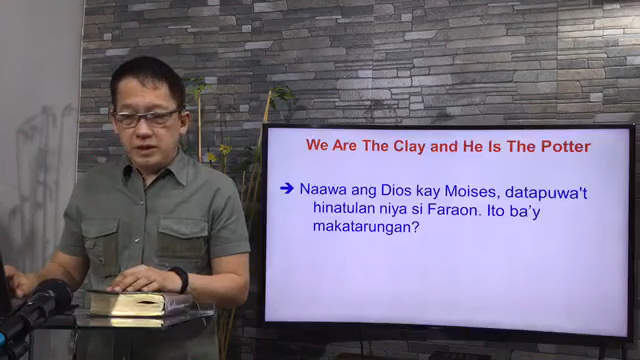 We Are The Clay and He Is The Potter
➔ Naawa ang Dios kay Moises, datapuwa't
hinatulan niya si Faraon. Ito ba’y
makatarungan?